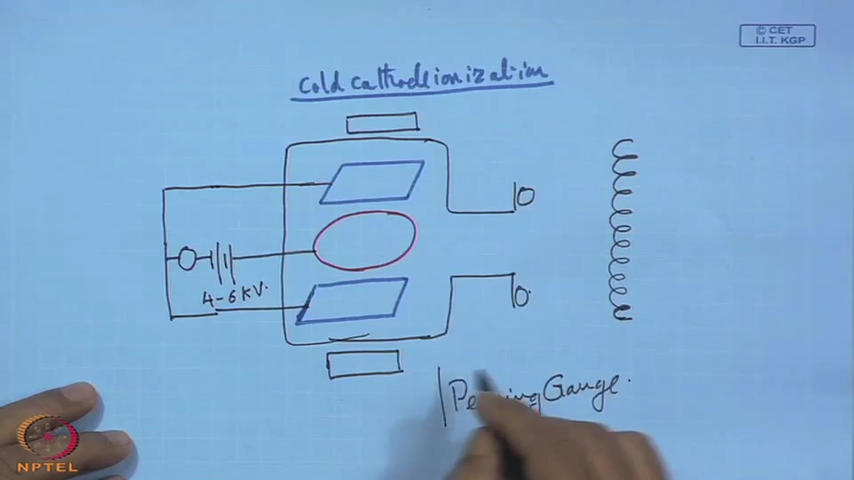 © CET
I.I.T. KGP
Cold cathode ionization
4-6 KV.
Gauge.
NPTEL